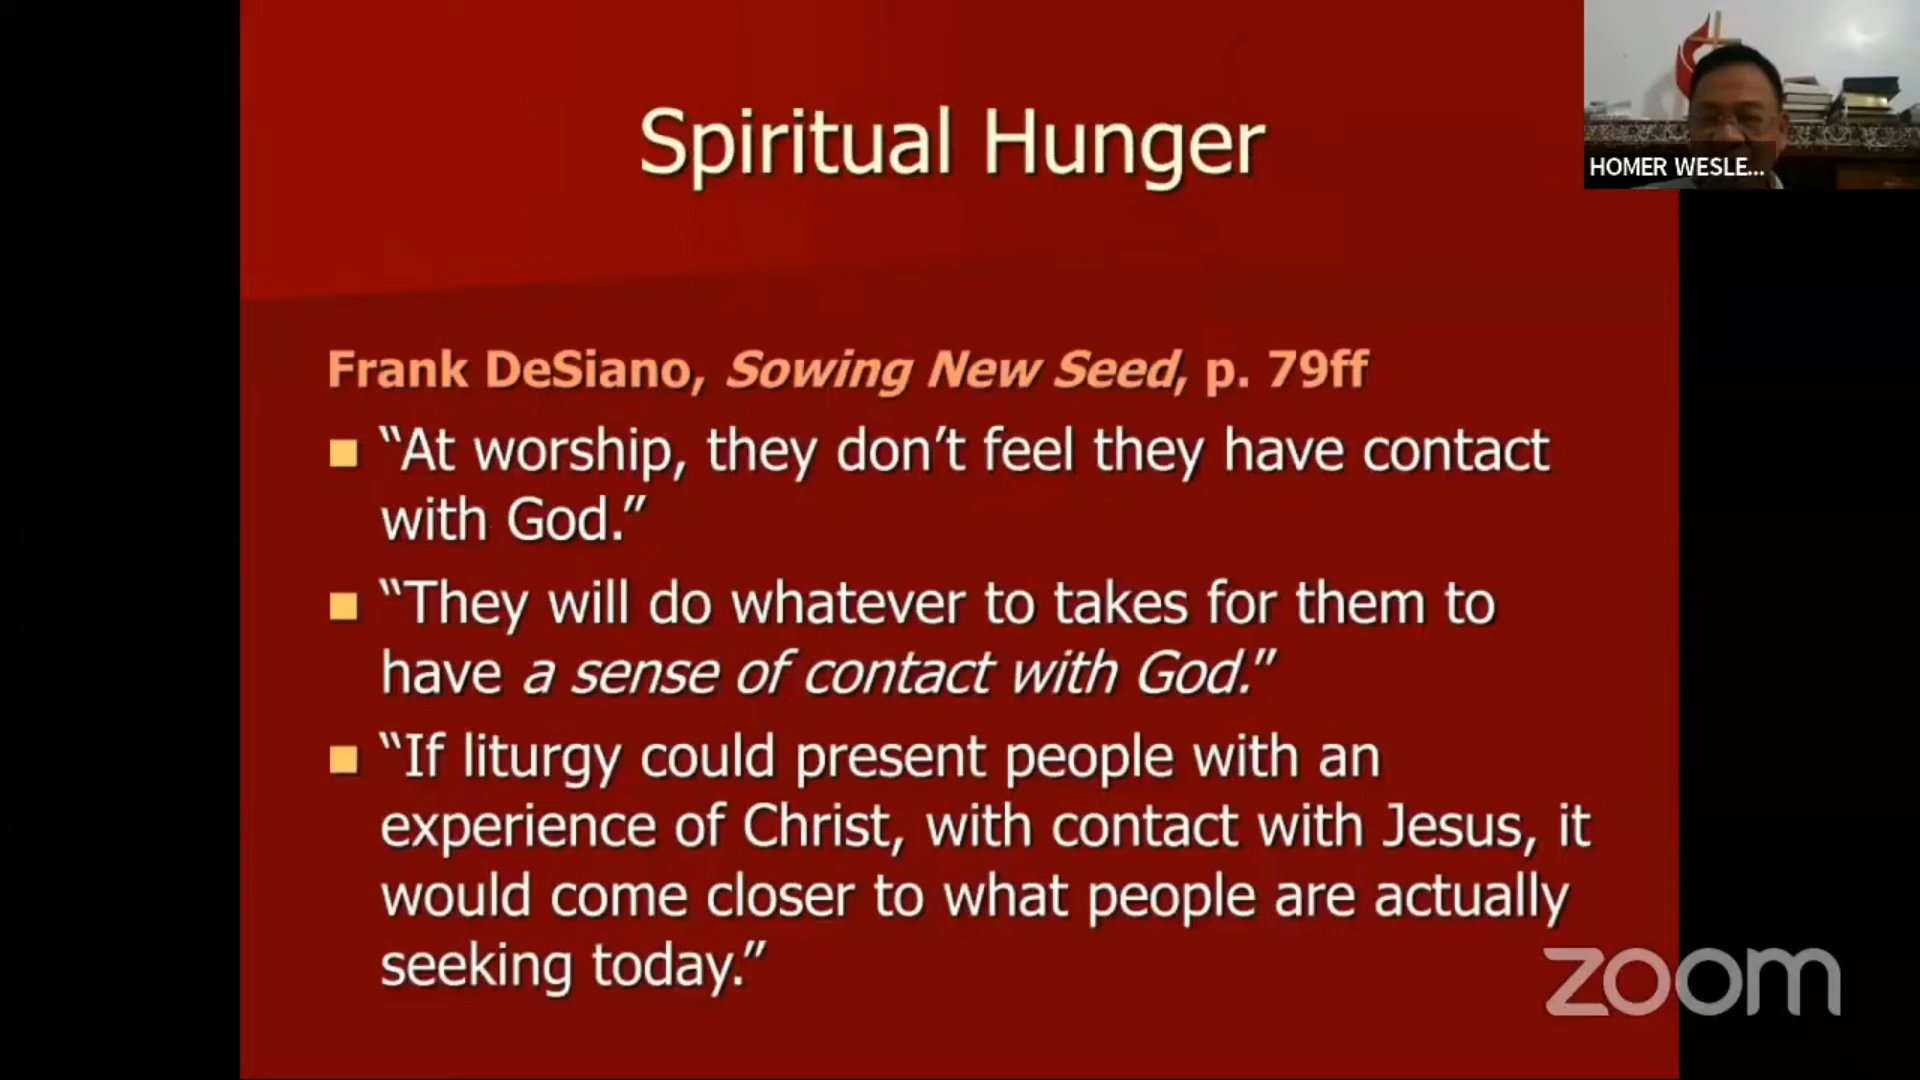 Spiritual Hunger
HOMER WESLE...
Frank DeSiano, Sowing New Seed, p. 79ff
■ “At worship, they don’t feel they have contact
with God.”
■ “They will do whatever to takes for them to
have a sense of contact with God.”
■ “If liturgy could present people with an
experience of Christ, with contact with Jesus, it
would come closer to what people are actually
seeking today.”
zoom